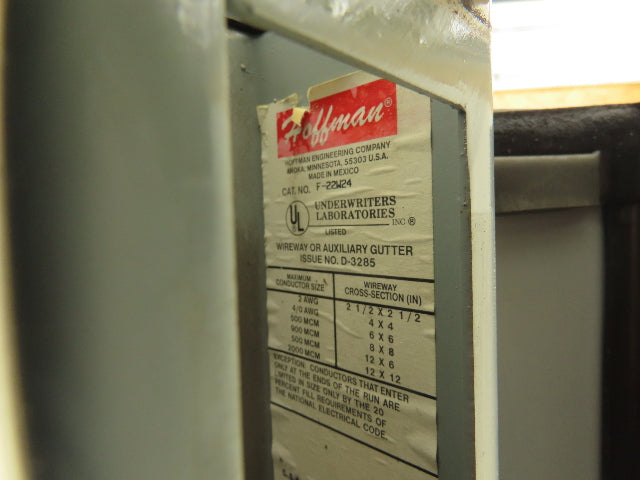 Hoffman®
HOFFMAN ENGINEERING COMPANY
ANOKA, MINNESOTA, 55303 U.S.A.
MADE IN MEXICO
CAT. NO. F-22W24
UL UNDERWRITERS
LABORATORIES INC ®
LISTED
WIREWAY OR AUXILIARY GUTTER
ISSUE NO. D-3285
MAXIMUM CONDUCTOR SIZE WIREWAY CROSS-SECTION (IN)
2 AWG 2 1/2 X 2 1/2
4/0 AWG 4 X 4
500 MCM 6 X 6
900 MCM 8 X 8
500 MCM 12 X 6
2000 MCM 12 X 12
EXCEPTION: CONDUCTORS THAT ENTER
ONLY AT THE ENDS OF THE RUN ARE
LIMITED IN SIZE ONLY BY THE 20
PERCENT FILL REQUIREMENTS OF
THE NATIONAL ELECTRICAL CODE.